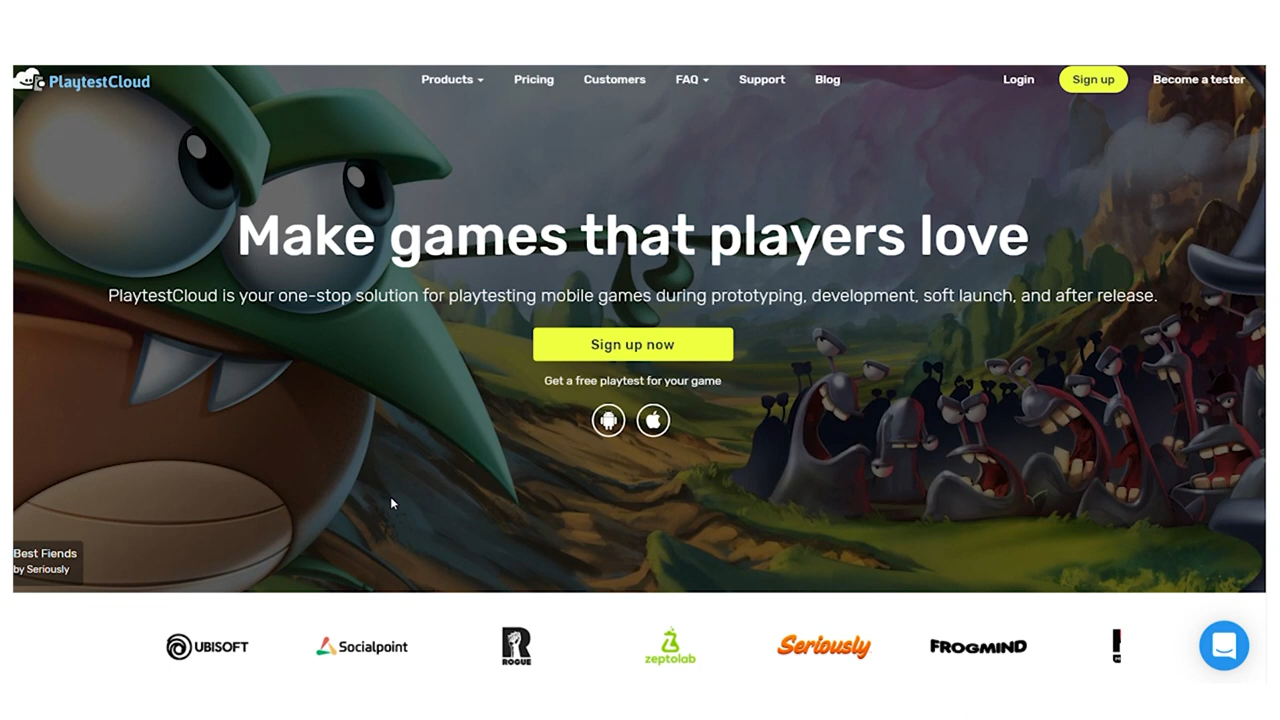 PlaytestCloud
Products
Pricing
Customers
FAQ
Support
Blog
Login
Sign up
Become a tester
Make games that players love
PlaytestCloud is your one-stop solution for playtesting mobile games during prototyping, development, soft launch, and after release.
Sign up now
Get a free playtest for your game
Best Fiends
by Seriously
UBISOFT
Socialpoint
R
ROGUE
zeptolab
Seriously
FROGMIND